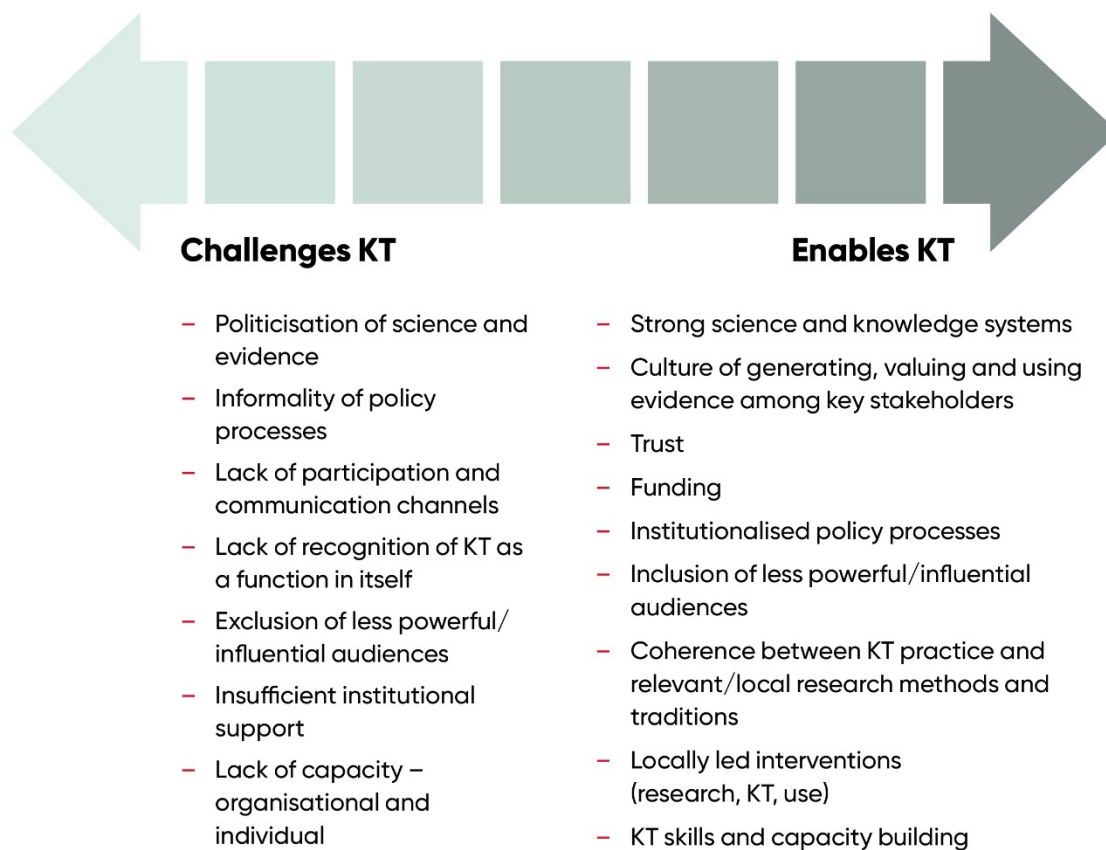 Challenges KT
– Politicisation of science and
evidence
– Informality of policy
processes
– Lack of participation and
communication channels
– Lack of recognition of KT as
a function in itself
– Exclusion of less powerful/
influential audiences
– Insufficient institutional
support
– Lack of capacity –
organisational and
individual
Enables KT
– Strong science and knowledge systems
– Culture of generating, valuing and using
evidence among key stakeholders
– Trust
– Funding
– Institutionalised policy processes
– Inclusion of less powerful/influential
audiences
– Coherence between KT practice and
relevant/local research methods and
traditions
– Locally led interventions
(research, KT, use)
– KT skills and capacity building